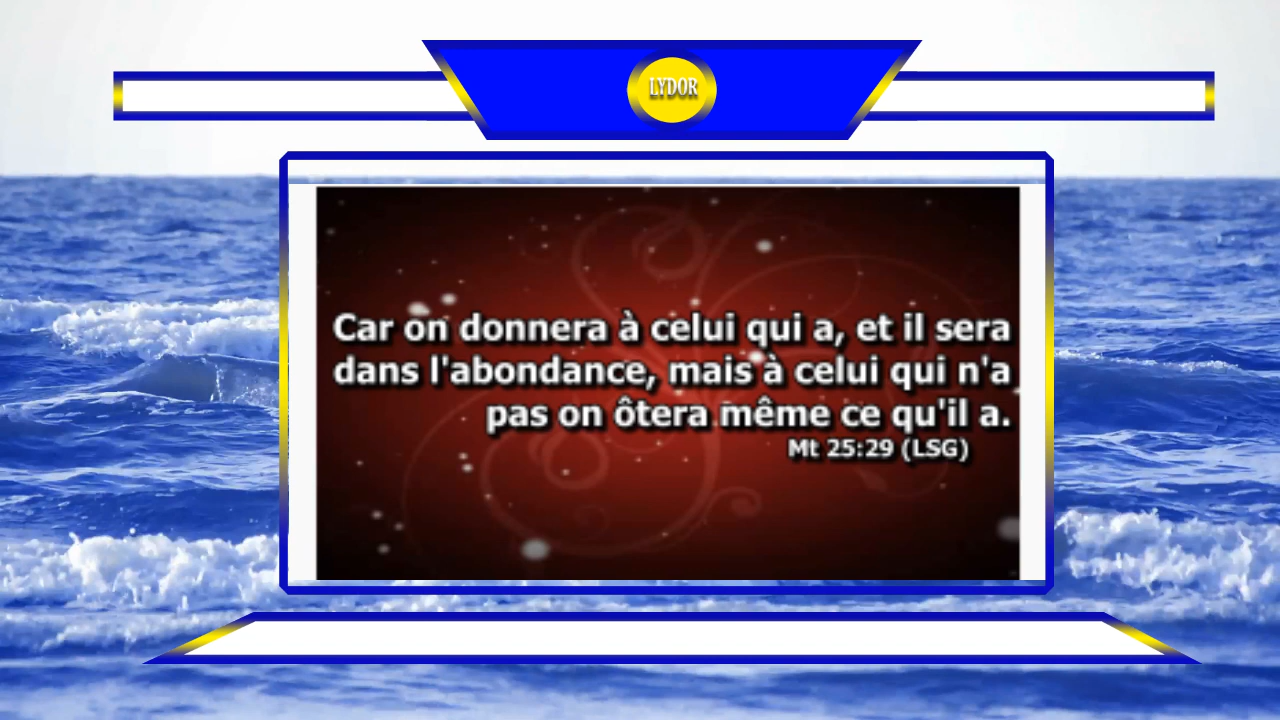 LYDOR
Car on donnera à celui qui a, et il sera
dans l'abondance, mais à celui qui n'a
pas on ôtera même ce qu'il a.
Mt 25:29 (LSG)